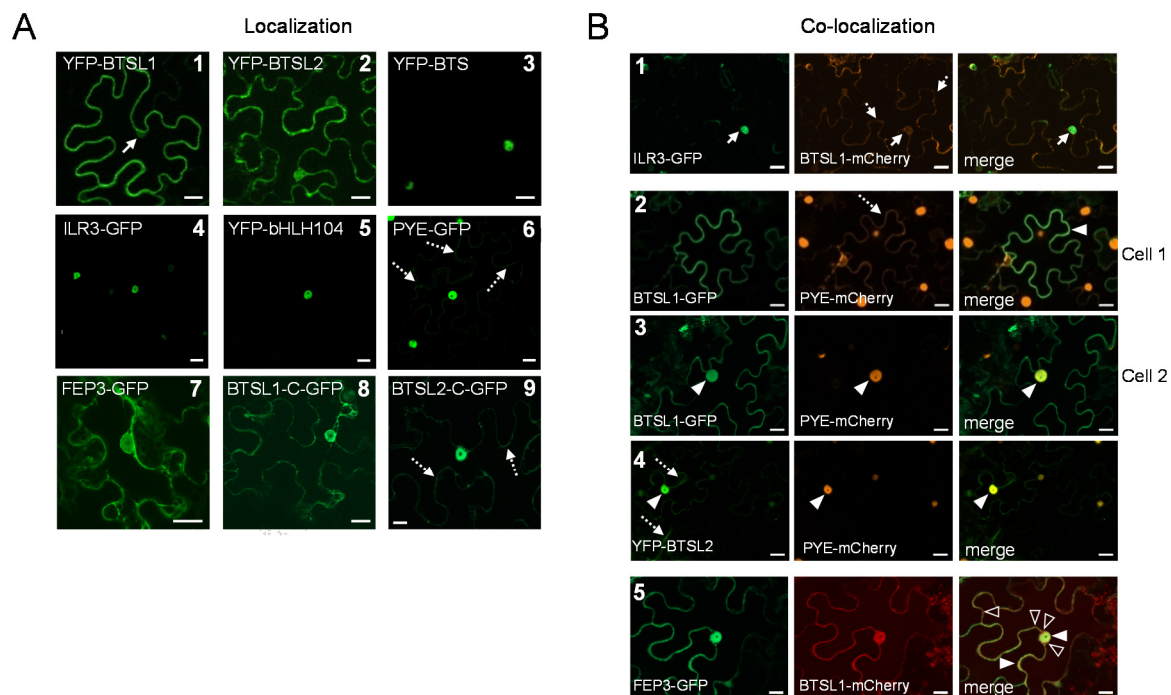 A
Localization
YFP-BTSL1 1
YFP-BTSL2 2
YFP-BTS 3
ILR3-GFP 4
YFP-bHLH104 5
PYE-GFP 6
FEP3-GFP 7
BTSL1-C-GFP 8
BTSL2-C-GFP 9
B
Co-localization
1
ILR3-GFP
BTSL1-mCherry
merge
2
BTSL1-GFP
PYE-mCherry
merge
Cell 1
3
BTSL1-GFP
PYE-mCherry
merge
Cell 2
4
YFP-BTSL2
PYE-mCherry
merge
5
FEP3-GFP
BTSL1-mCherry
merge